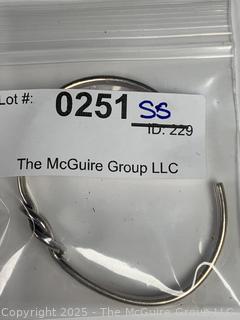 Lot #: 0251 SS
ID: 229
The McGuire Group LLC
©Copyright 2025 - The McGuire Group LLC